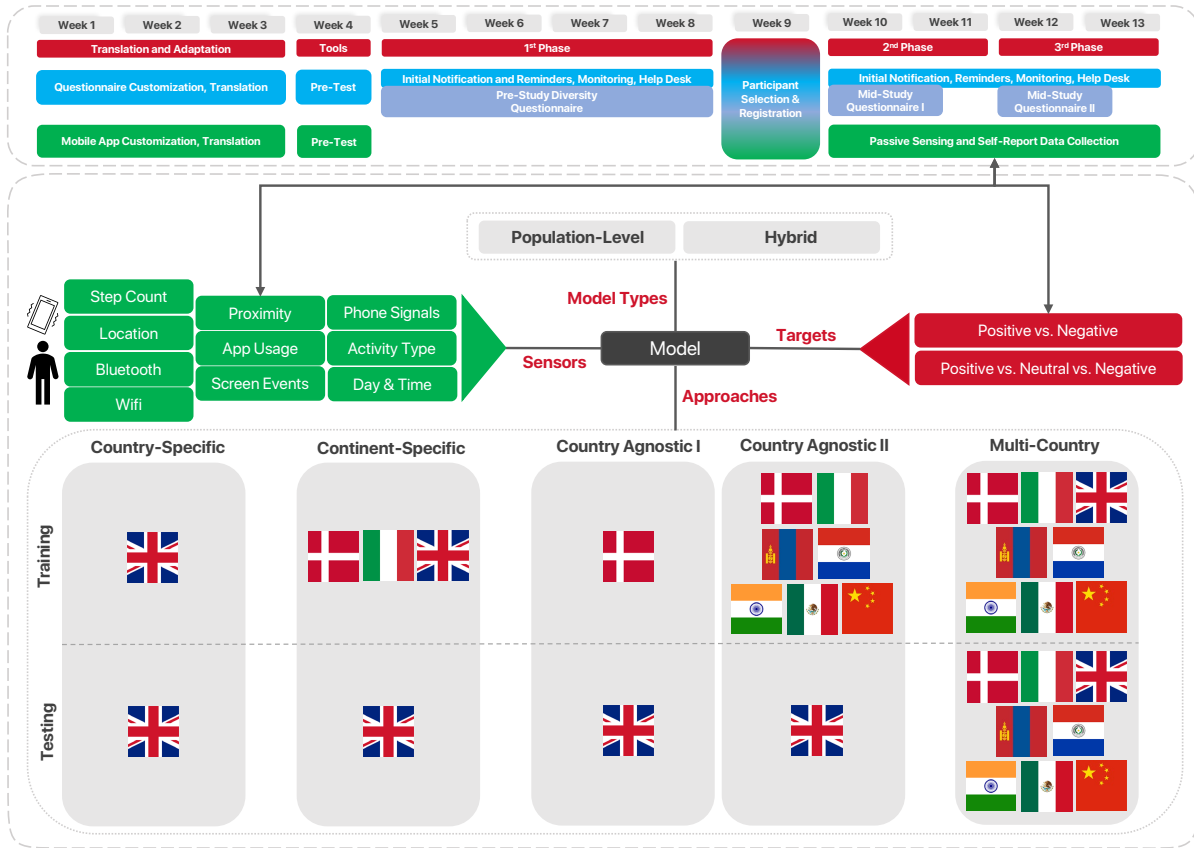 Week 1
Week 2
Week 3
Week 4
Week 5
Week 6
Week 7
Week 8
Week 9
Week 10
Week 11
Week 12
Week 13
Translation and Adaptation
Tools
1st Phase
2nd Phase
3rd Phase
Questionnaire Customization, Translation
Pre-Test
Initial Notification and Reminders, Monitoring, Help Desk
Pre-Study Diversity
Questionnaire
Participant
Selection &
Registration
Initial Notification, Reminders, Monitoring, Help Desk
Mid-Study
Questionnaire I
Mid-Study
Questionnaire II
Mobile App Customization, Translation
Pre-Test
Passive Sensing and Self-Report Data Collection
Population-Level
Hybrid
Model Types
Step Count
Location
Bluetooth
Wifi
Proximity
App Usage
Screen Events
Phone Signals
Activity Type
Day & Time
Sensors
Model
Targets
Positive vs. Negative
Positive vs. Neutral vs. Negative
Approaches
Country-Specific
Continent-Specific
Country Agnostic I
Country Agnostic II
Multi-Country
Training
Testing